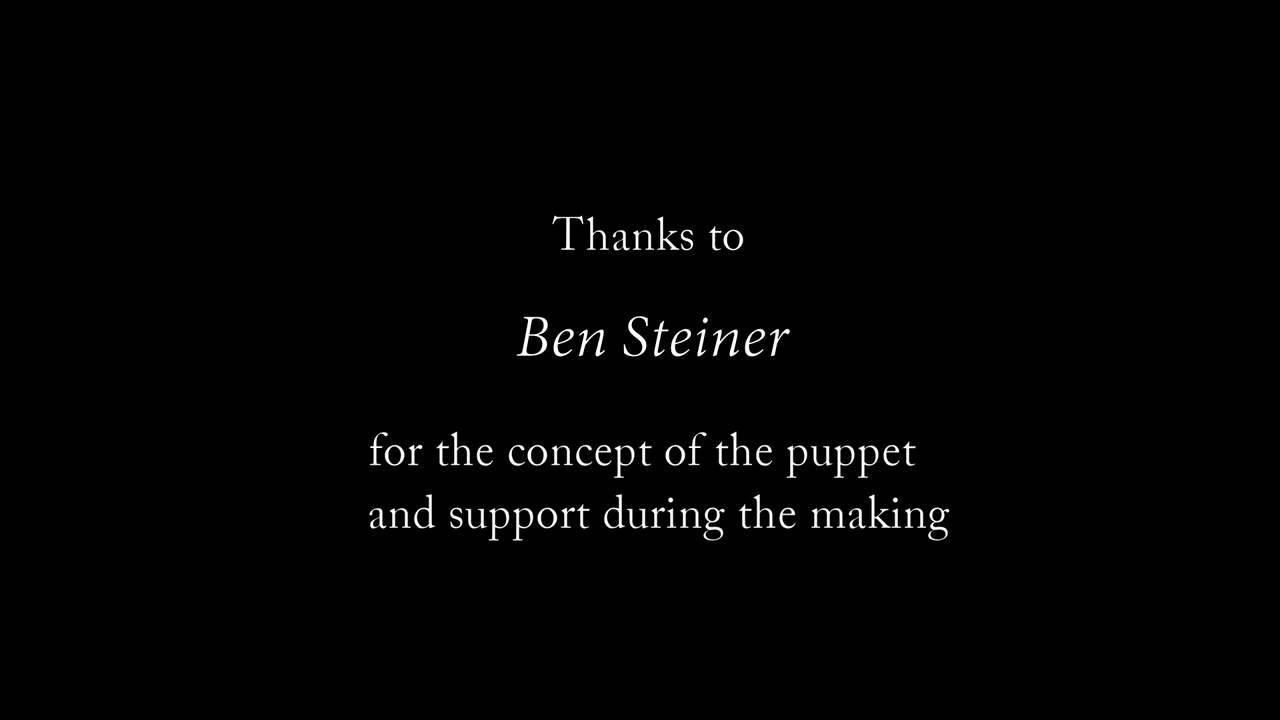 Thanks to
Ben Steiner
for the concept of the puppet
and support during the making